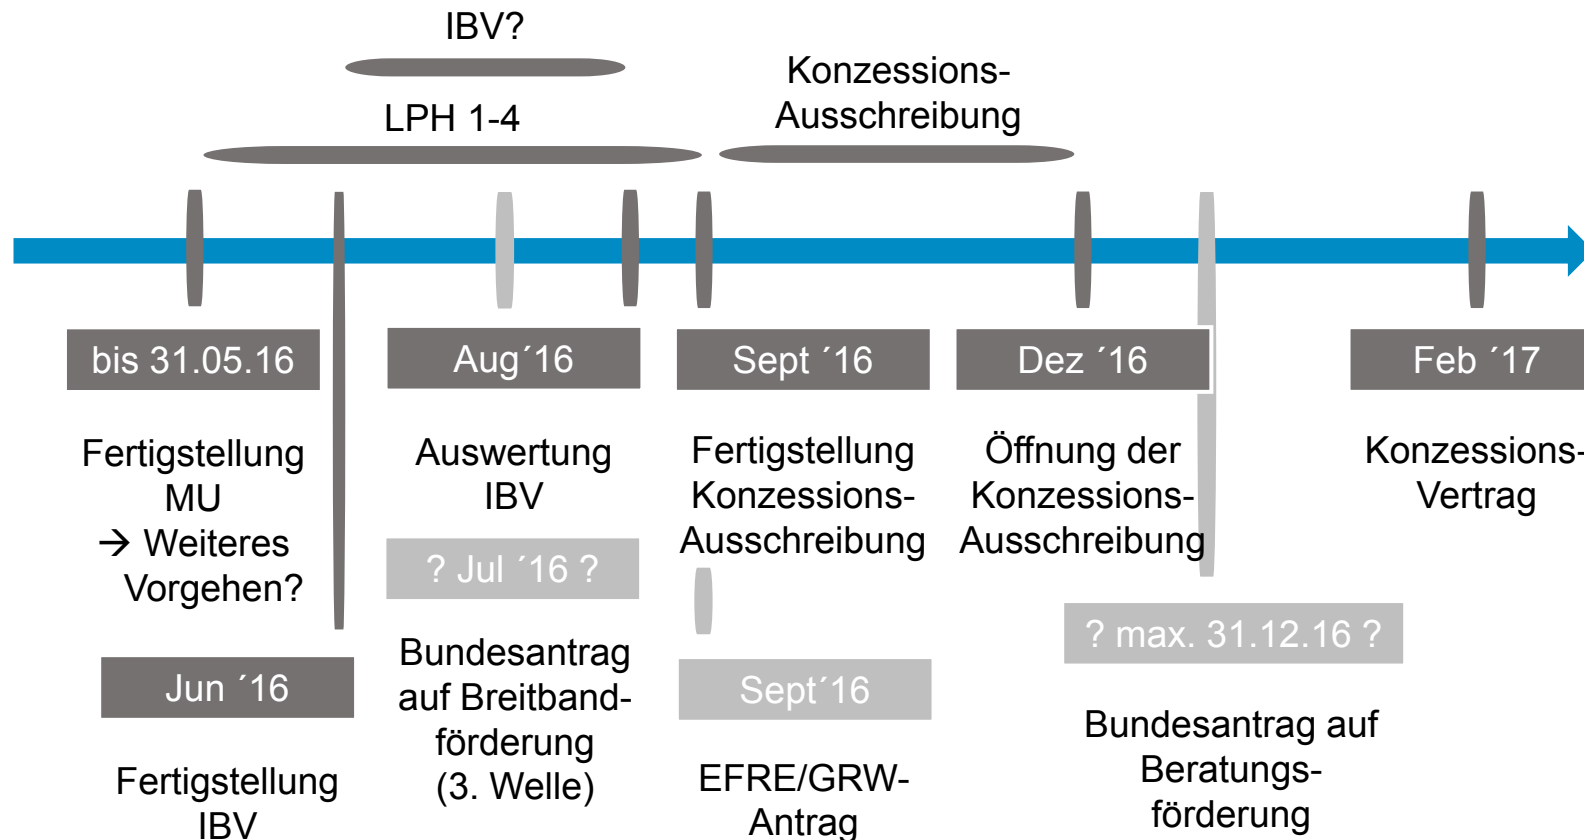 IBV?
LPH 1-4
Konzessions-
Ausschreibung
bis 31.05.16
Fertigstellung
MU
→ Weiteres
Vorgehen?
Jun ´16
Fertigstellung
IBV
Aug´16
Auswertung
IBV
? Jul ´16 ?
Bundesantrag
auf Breitband-
förderung
(3. Welle)
Sept ´16
Fertigstellung
Konzessions-
Ausschreibung
Sept´16
EFRE/GRW-
Antrag
Dez ´16
Öffnung der
Konzessions-
Ausschreibung
? max. 31.12.16 ?
Bundesantrag auf
Beratungs-
förderung
Feb ´17
Konzessions-
Vertrag